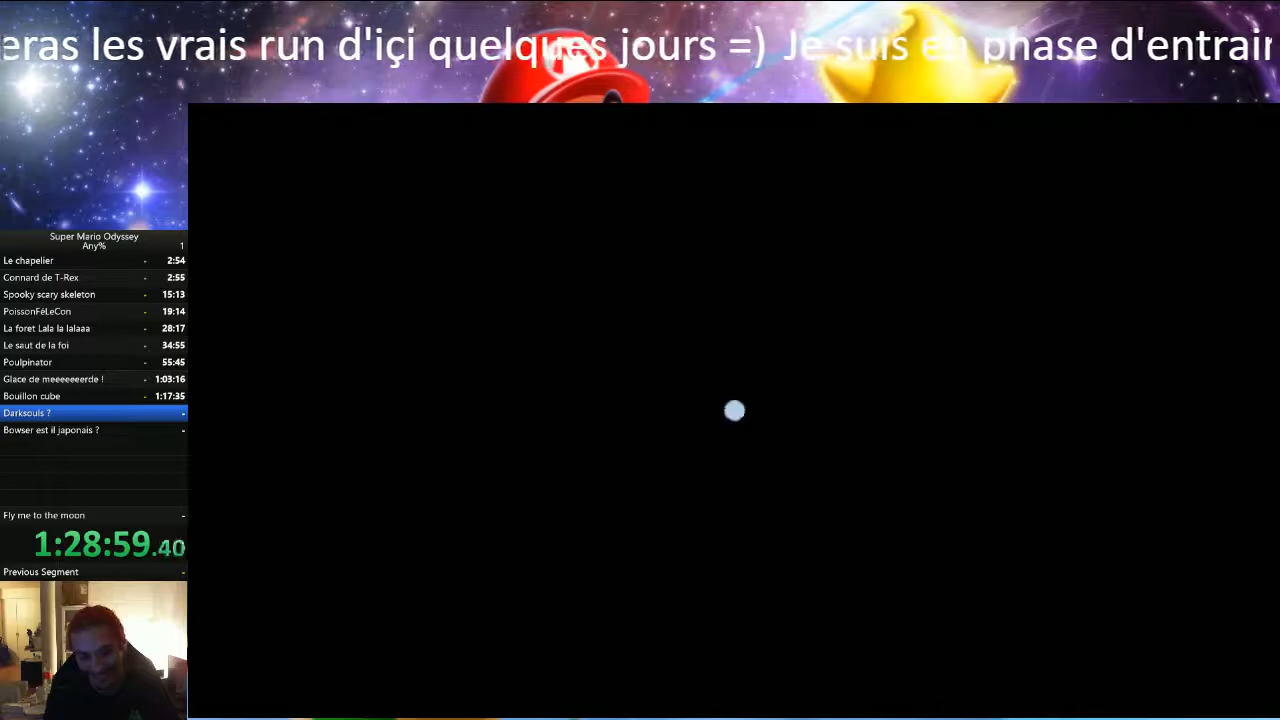 eras les vrais run d'içi quelques jours =) Je suis en phase d'entrain
Super Mario Odyssey
Any% 1
Le chapelier - 2:54
Connard de T-Rex - 2:55
Spooky scary skeleton - 15:13
PoissonFéLeCon - 19:14
La foret Lala la lalaaa - 28:17
Le saut de la foi - 34:55
Poulpinator - 55:45
Glace de meeeeeeerde ! - 1:03:16
Bouillon cube - 1:17:35
Darksouls ? -
Bowser est il japonais ? -
Fly me to the moon -
1:28:59.40
Previous Segment -